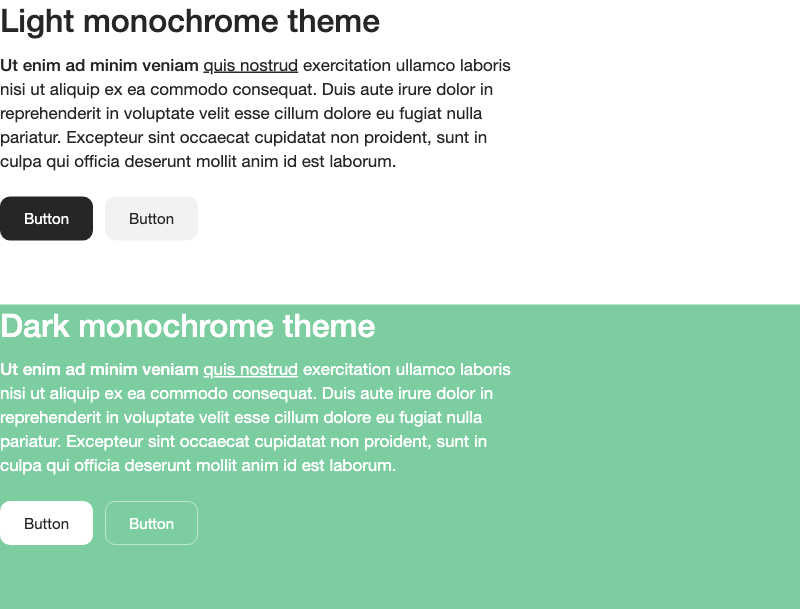 Light monochrome theme
Ut enim ad minim veniam quis nostrud exercitation ullamco laboris
nisi ut aliquip ex ea commodo consequat. Duis aute irure dolor in
reprehenderit in voluptate velit esse cillum dolore eu fugiat nulla
pariatur. Excepteur sint occaecat cupidatat non proident, sunt in
culpa qui officia deserunt mollit anim id est laborum.
Button Button
Dark monochrome theme
Ut enim ad minim veniam quis nostrud exercitation ullamco laboris
nisi ut aliquip ex ea commodo consequat. Duis aute irure dolor in
reprehenderit in voluptate velit esse cillum dolore eu fugiat nulla
pariatur. Excepteur sint occaecat cupidatat non proident, sunt in
culpa qui officia deserunt mollit anim id est laborum.
Button Button